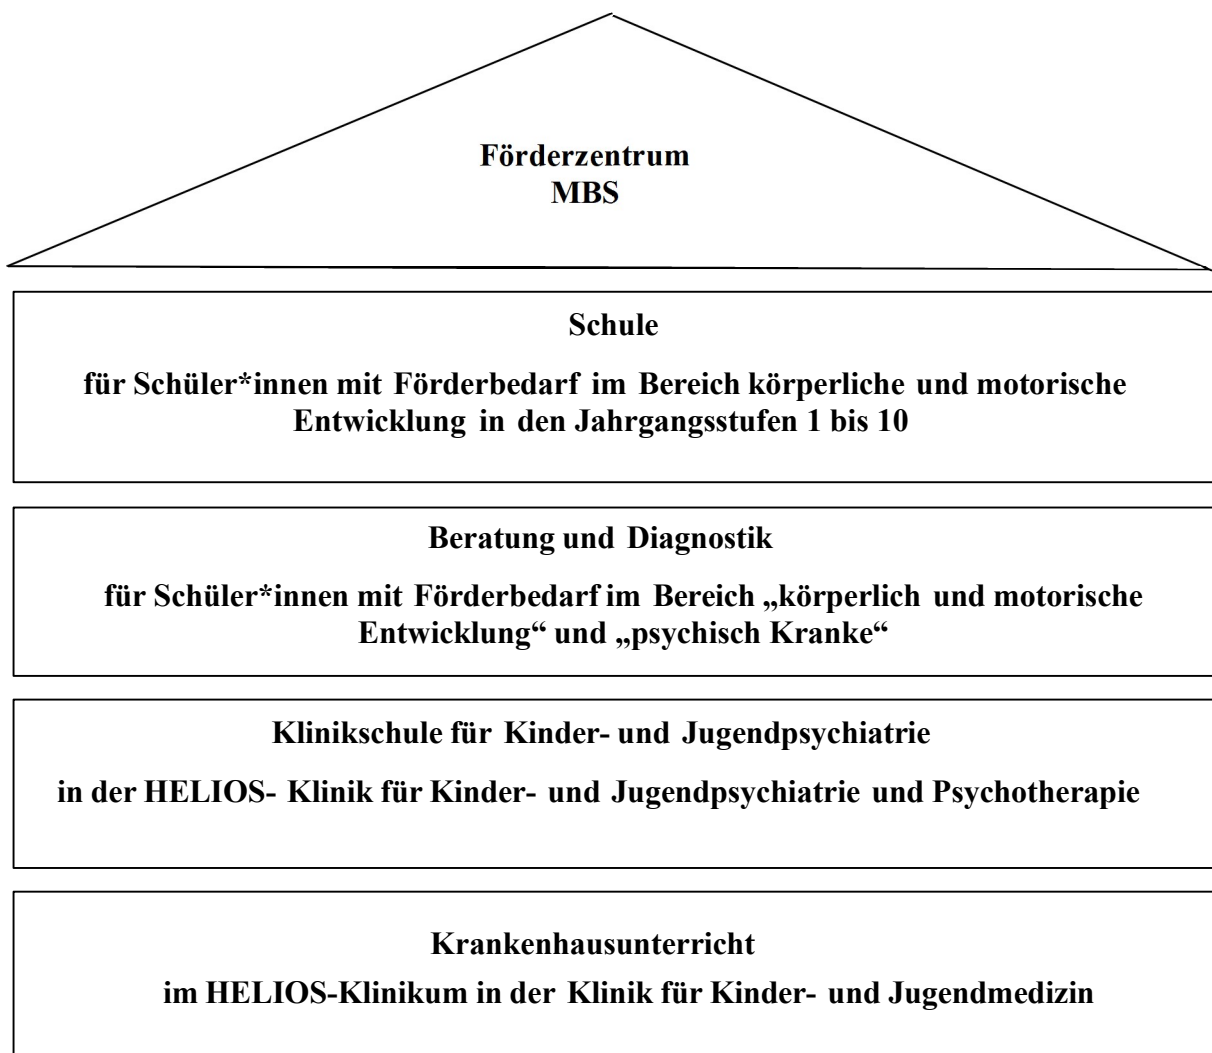 Förderzentrum
MBS
Schule
für Schüler*innen mit Förderbedarf im Bereich körperliche und motorische
Entwicklung in den Jahrgangsstufen 1 bis 10
Beratung und Diagnostik
für Schüler*innen mit Förderbedarf im Bereich „körperlich und motorische
Entwicklung“ und „psychisch Kranke“
Klinikschule für Kinder- und Jugendpsychiatrie
in der HELIOS- Klinik für Kinder- und Jugendpsychiatrie und Psychotherapie
Krankenhausunterricht
im HELIOS-Klinikum in der Klinik für Kinder- und Jugendmedizin